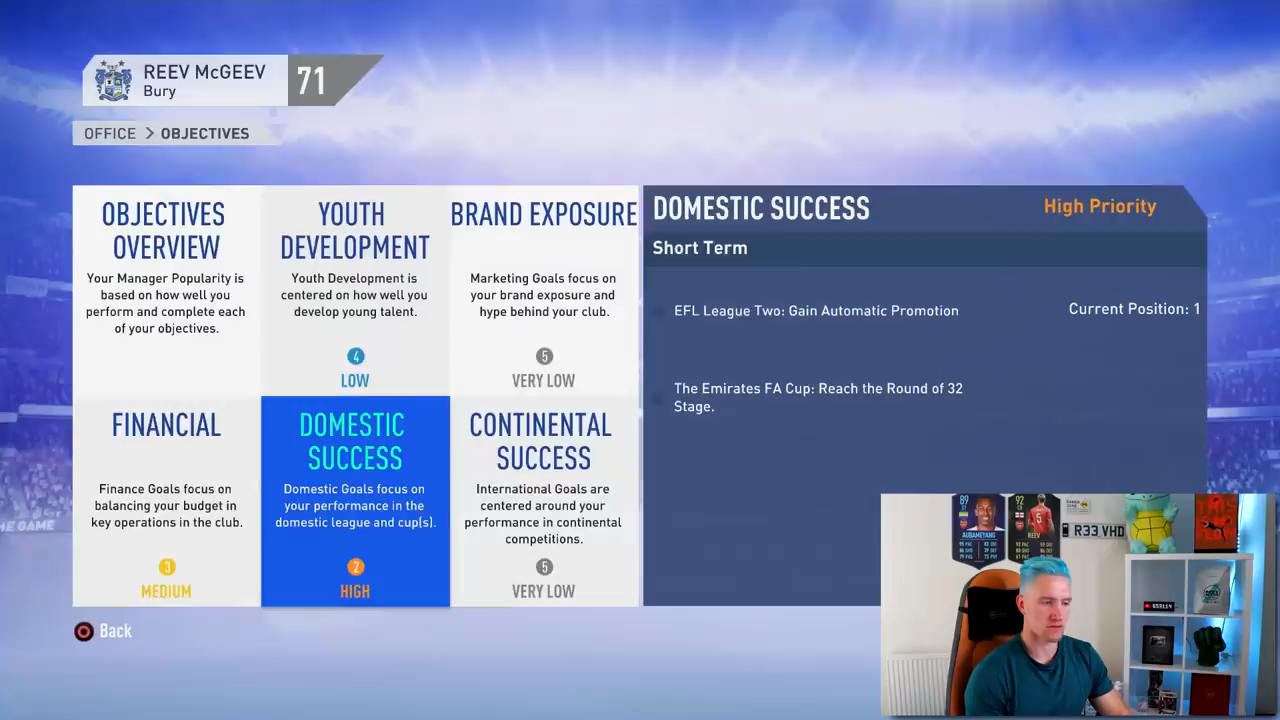 REEV McGEEV
Bury
71
OFFICE > OBJECTIVES
OBJECTIVES
OVERVIEW
Your Manager Popularity is
based on how well you
perform and complete each
of your objectives.
YOUTH
DEVELOPMENT
Youth Development is
centered on how well you
develop young talent.
4
LOW
BRAND EXPOSURE
Marketing Goals focus on
your brand exposure and
hype behind your club.
5
VERY LOW
FINANCIAL
Finance Goals focus on
balancing your budget in
key operations in the club.
3
MEDIUM
DOMESTIC
SUCCESS
Domestic Goals focus on
your performance in the
domestic league and cup(s).
2
HIGH
CONTINENTAL
SUCCESS
International Goals are
centered around your
performance in continental
competitions.
5
VERY LOW
DOMESTIC SUCCESS
High Priority
Short Term
EFL League Two: Gain Automatic Promotion
Current Position: 1
The Emirates FA Cup: Reach the Round of 32
Stage.
Back
89
AUBAMEYANG
92
REEV
R33 VHD